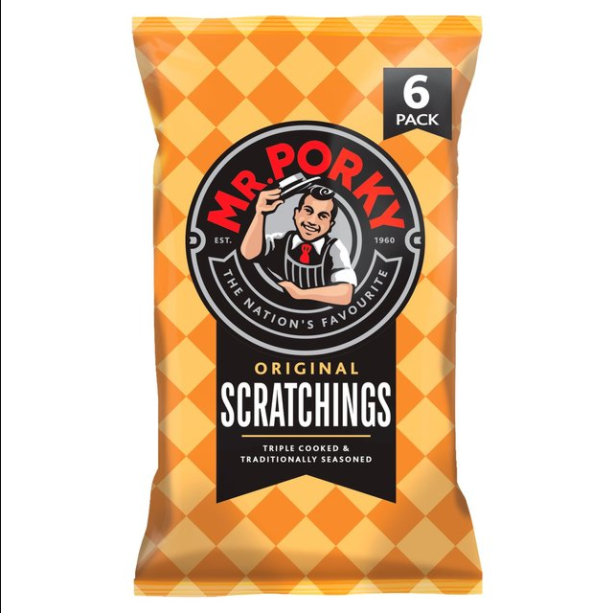 6
PACK
MR. PORKY
EST. 1960
THE NATION'S FAVOURITE
ORIGINAL
SCRATCHINGS
TRIPLE COOKED &
TRADITIONALLY SEASONED